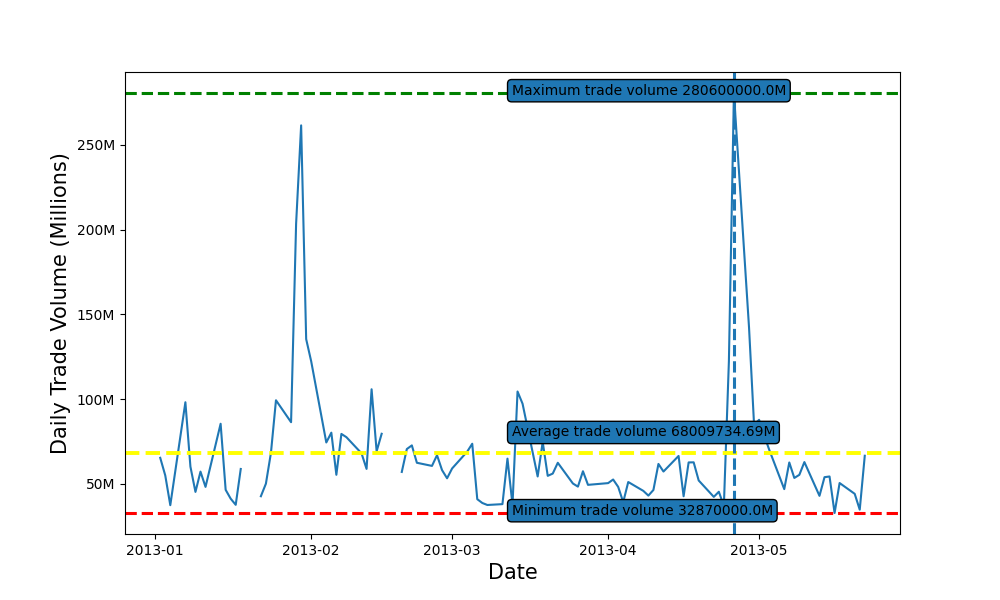 Daily Trade Volume (Millions)
250M
200M
150M
100M
50M
Maximum trade volume 280600000.0M
Average trade volume 68009734.69M
Minimum trade volume 32870000.0M
2013-01
2013-02
2013-03
2013-04
2013-05
Date